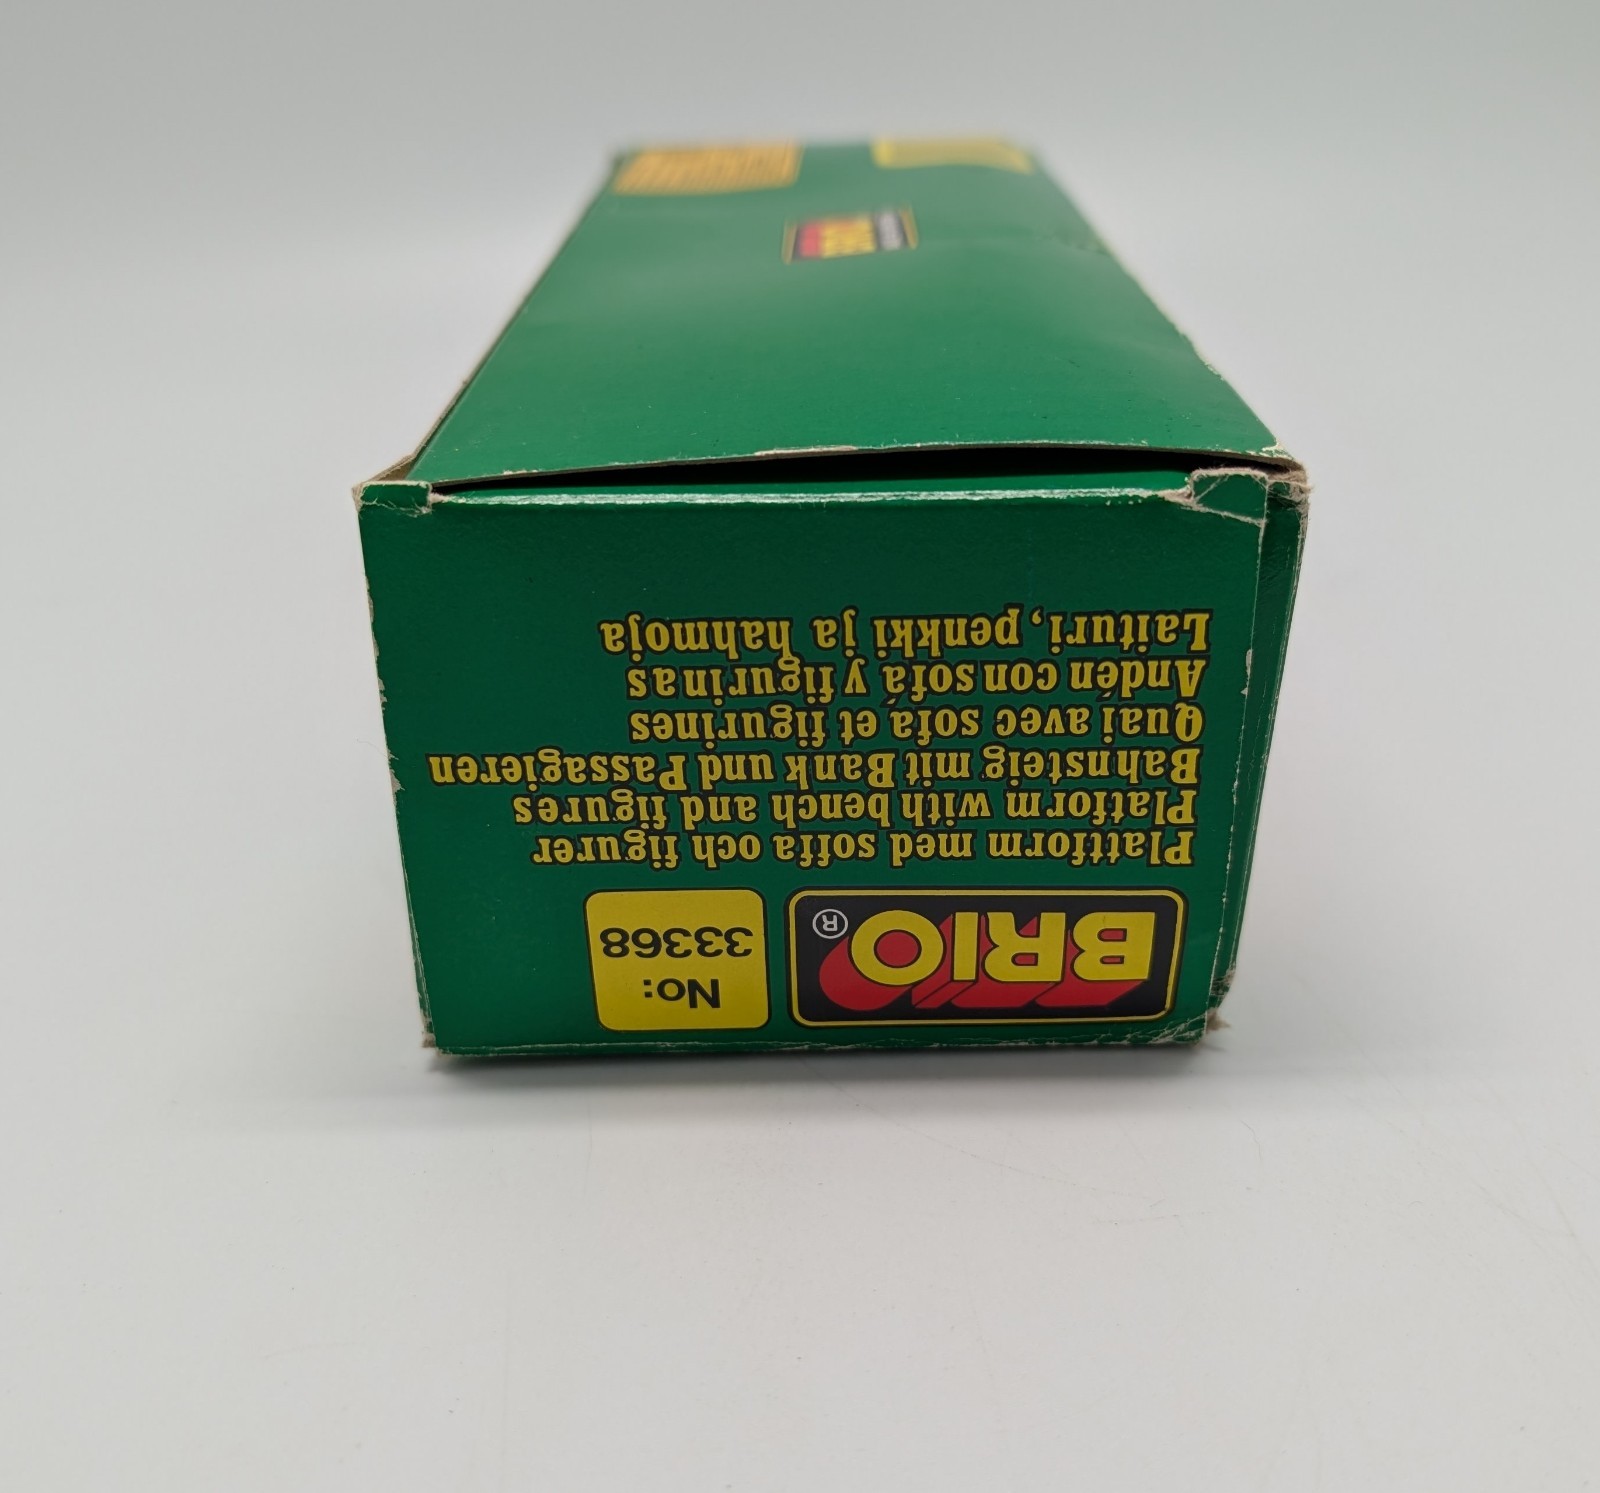 BRIO®
No:
33368
Plattform med soffa och figurer
Platform with bench and figures
Bahnsteig mit Bank und Passagieren
Quai avec sofa et figurines
Andén con sofá y figurinas
Laituri, penkki ja hahmoja